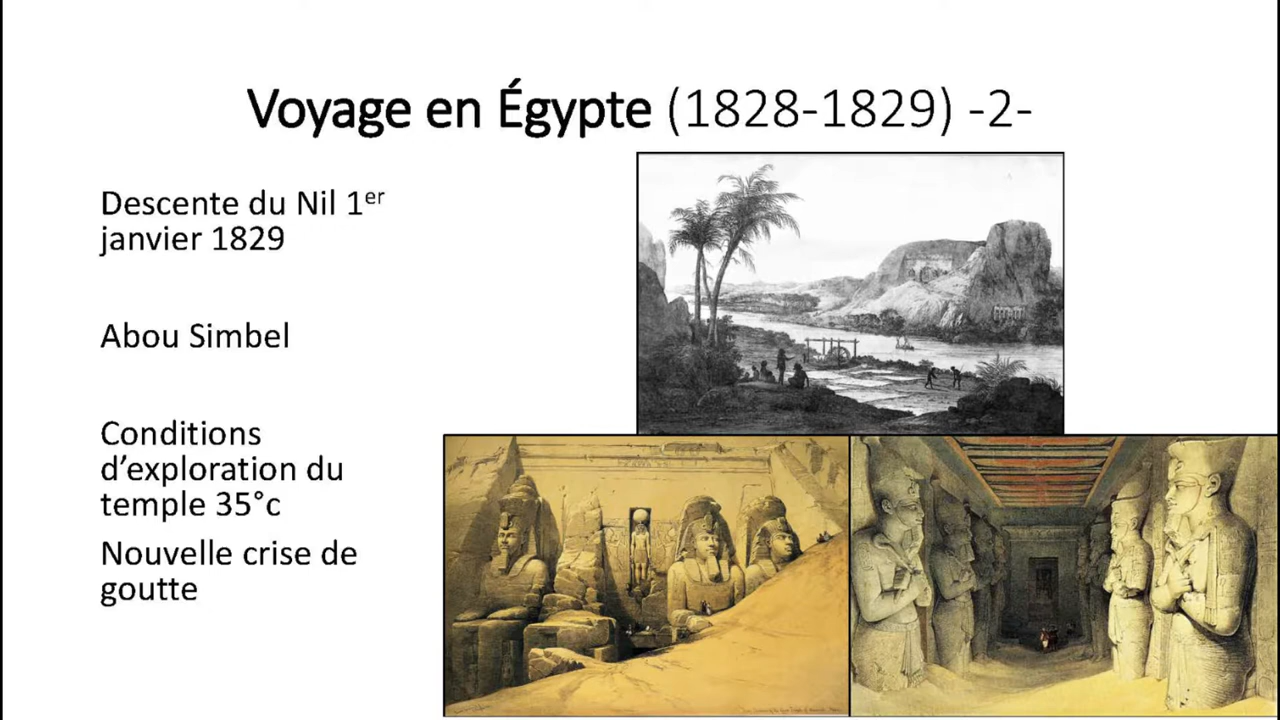 Voyage en Égypte (1828-1829) -2-
Descente du Nil 1er
janvier 1829
Abou Simbel
Conditions
d’exploration du
temple 35°c
Nouvelle crise de
goutte